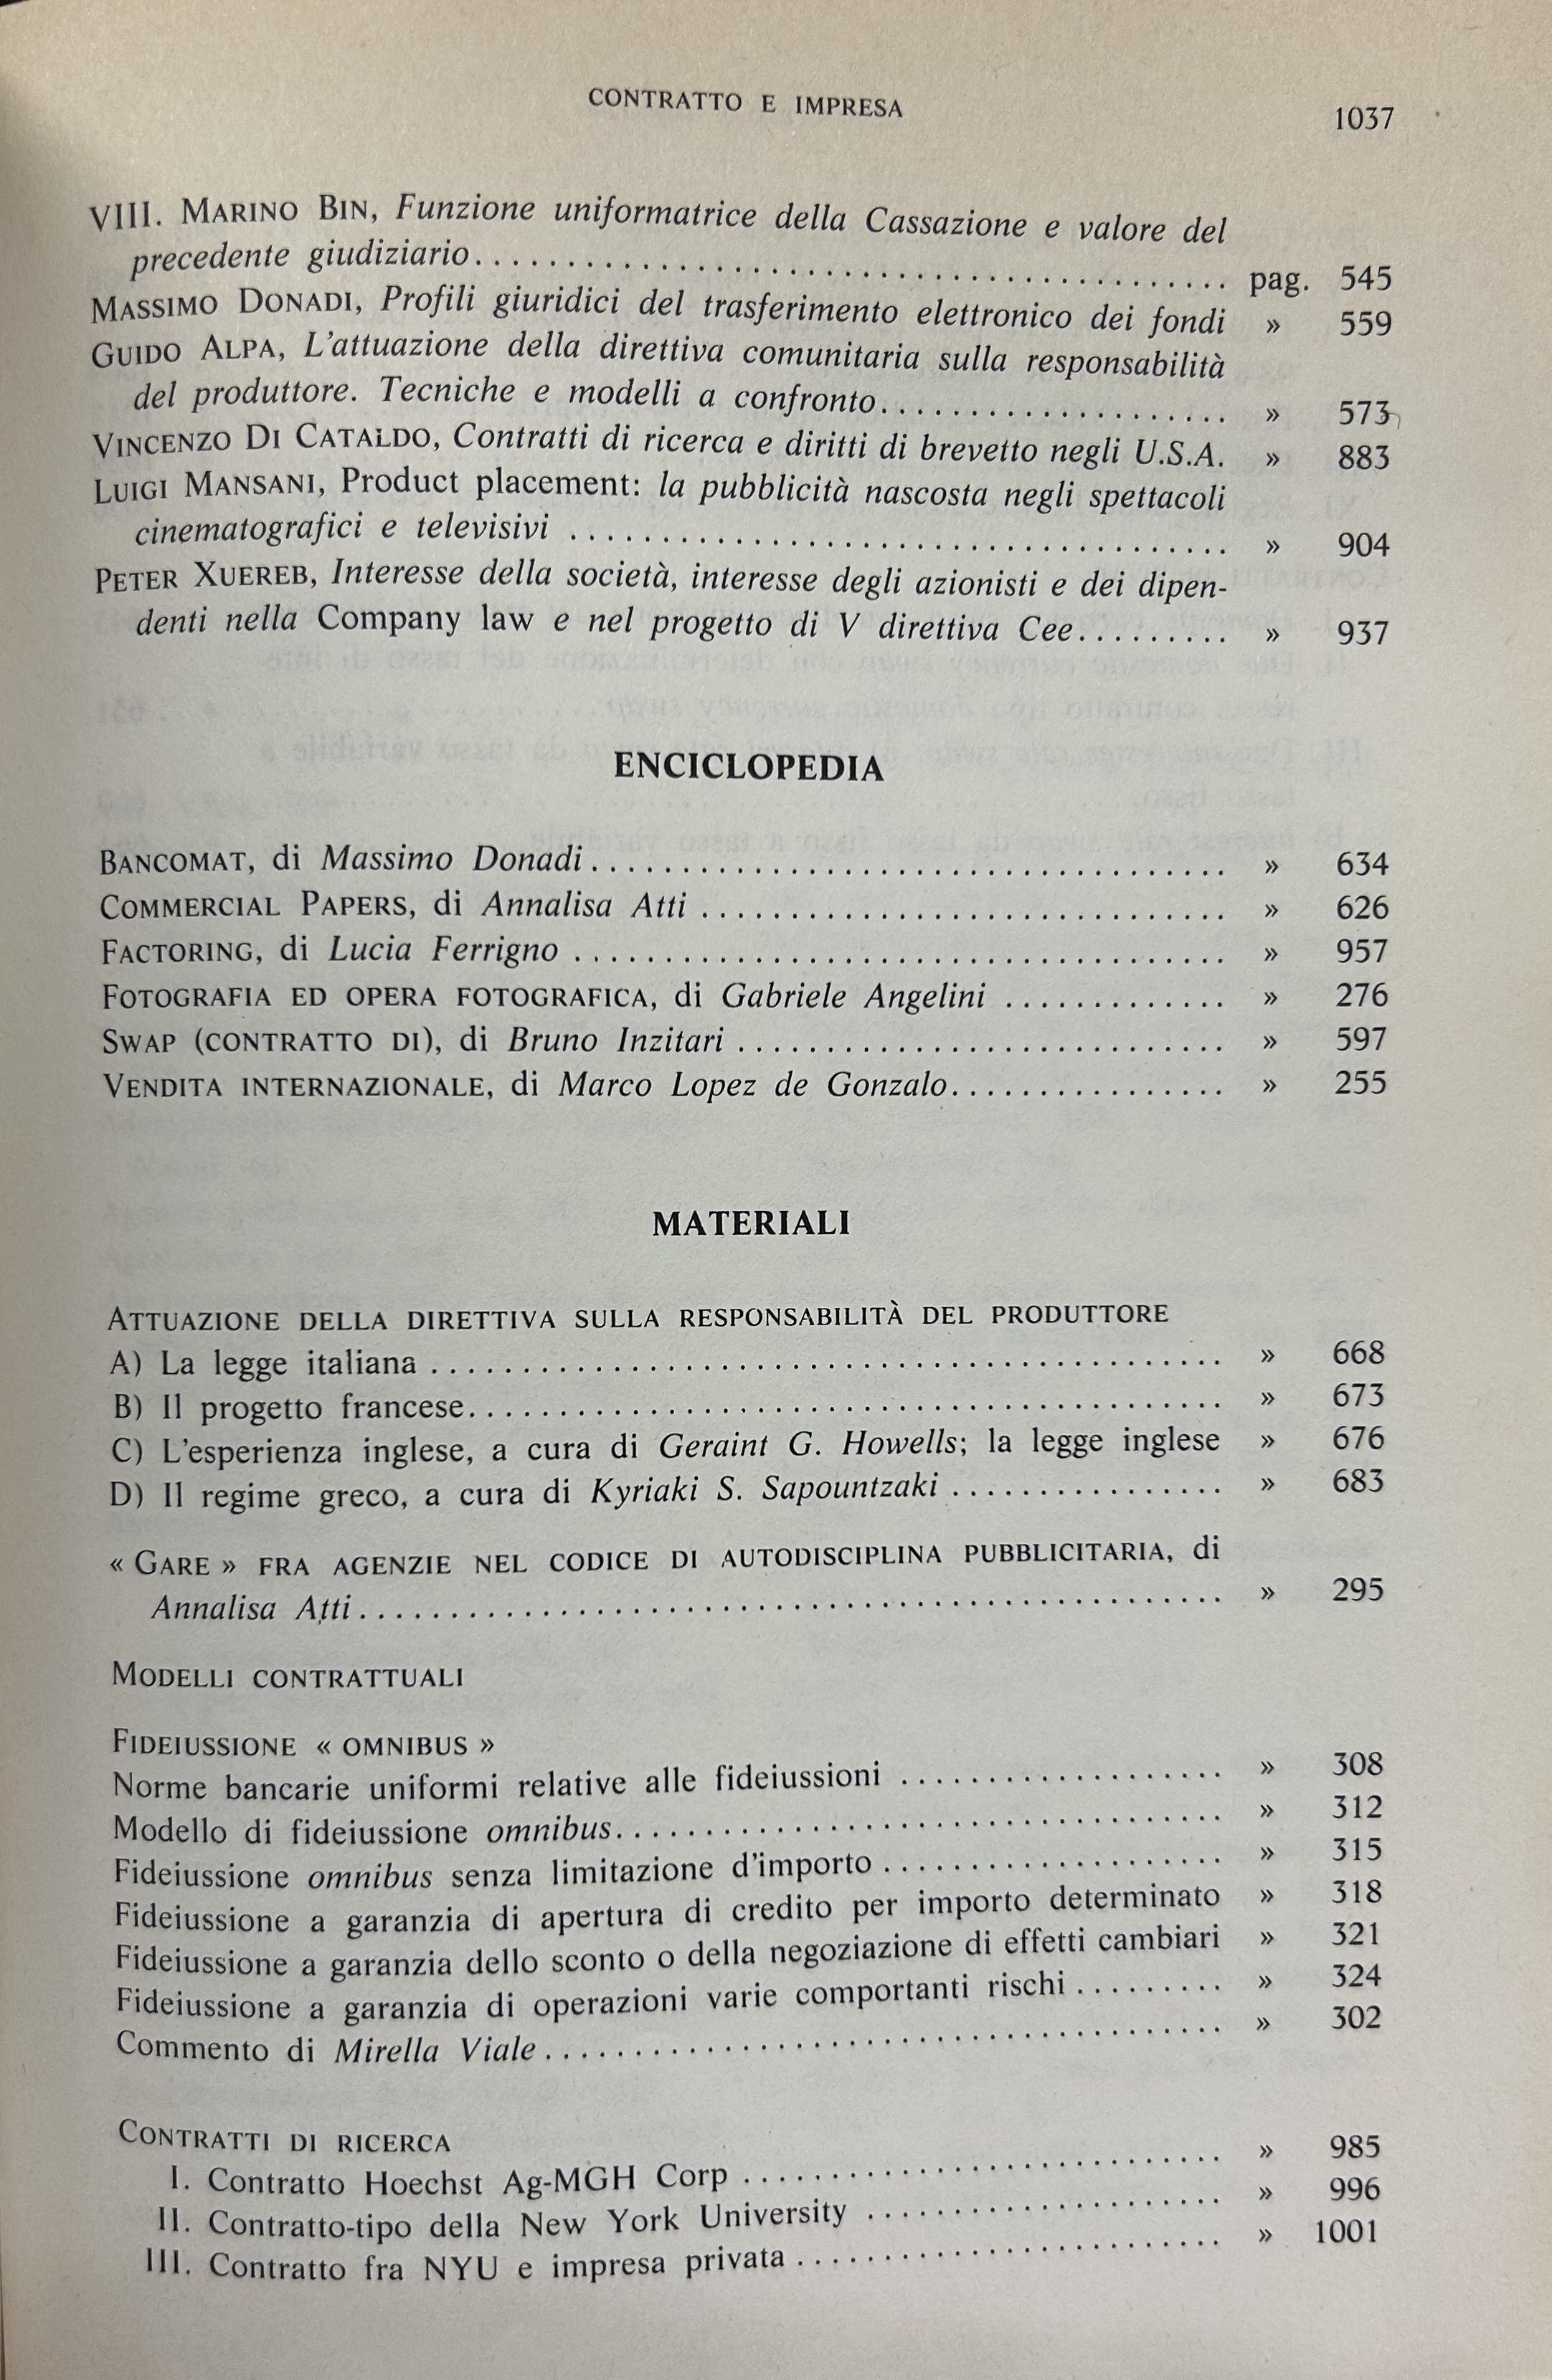 CONTRATTO E IMPRESA 1037
VIII. MARINO BIN, Funzione uniformatrice della Cassazione e valore del
precedente giudiziario. . . . . . . . . . . . . . . . . . . . . . . . . . . . . . . . . . . . . . . . . pag. 545
MASSIMO DONADI, Profili giuridici del trasferimento elettronico dei fondi » 559
GUIDO ALPA, L'attuazione della direttiva comunitaria sulla responsabilità
del produttore. Tecniche e modelli a confronto. . . . . . . . . . . . . . . . . . . » 573
VINCENZO DI CATALDO, Contratti di ricerca e diritti di brevetto negli U.S.A. » 883
LUIGI MANSANI, Product placement: la pubblicità nascosta negli spettacoli
cinematografici e televisivi . . . . . . . . . . . . . . . . . . . . . . . . . . . . . . . . . . . . » 904
PETER XUEREB, Interesse della società, interesse degli azionisti e dei dipen-
denti nella Company law e nel progetto di V direttiva Cee. . . . . . . . . » 937
ENCICLOPEDIA
BANCOMAT, di Massimo Donadi . . . . . . . . . . . . . . . . . . . . . . . . . . . . . . . . . . . » 634
COMMERCIAL PAPERS, di Annalisa Atti . . . . . . . . . . . . . . . . . . . . . . . . . . . . . » 626
FACTORING, di Lucia Ferrigno . . . . . . . . . . . . . . . . . . . . . . . . . . . . . . . . . . . . » 957
FOTOGRAFIA ED OPERA FOTOGRAFICA, di Gabriele Angelini . . . . . . . . . . . . . » 276
SWAP (CONTRATTO DI), di Bruno Inzitari . . . . . . . . . . . . . . . . . . . . . . . . . . . » 597
VENDITA INTERNAZIONALE, di Marco Lopez de Gonzalo. . . . . . . . . . . . . . . . » 255
MATERIALI
ATTUAZIONE DELLA DIRETTIVA SULLA RESPONSABILITÀ DEL PRODUTTORE
A) La legge italiana . . . . . . . . . . . . . . . . . . . . . . . . . . . . . . . . . . . . . . . . . . . . » 668
B) Il progetto francese. . . . . . . . . . . . . . . . . . . . . . . . . . . . . . . . . . . . . . . . . . » 673
C) L'esperienza inglese, a cura di Geraint G. Howells; la legge inglese » 676
D) Il regime greco, a cura di Kyriaki S. Sapountzaki . . . . . . . . . . . . . . . . » 683
« GARE » FRA AGENZIE NEL CODICE DI AUTODISCIPLINA PUBBLICITARIA, di
Annalisa Atti . . . . . . . . . . . . . . . . . . . . . . . . . . . . . . . . . . . . . . . . . . . . . . . . » 295
MODELLI CONTRATTUALI
FIDEIUSSIONE « OMNIBUS »
Norme bancarie uniformi relative alle fideiussioni . . . . . . . . . . . . . . . . . . . » 308
Modello di fideiussione omnibus. . . . . . . . . . . . . . . . . . . . . . . . . . . . . . . . . . » 312
Fideiussione omnibus senza limitazione d'importo . . . . . . . . . . . . . . . . . . . . » 315
Fideiussione a garanzia di apertura di credito per importo determinato » 318
Fideiussione a garanzia dello sconto o della negoziazione di effetti cambiari » 321
Fideiussione a garanzia di operazioni varie comportanti rischi . . . . . . . . . » 324
Commento di Mirella Viale . . . . . . . . . . . . . . . . . . . . . . . . . . . . . . . . . . . . . . » 302
CONTRATTI DI RICERCA
I. Contratto Hoechst Ag-MGH Corp . . . . . . . . . . . . . . . . . . . . . . . . . . . » 985
II. Contratto-tipo della New York University . . . . . . . . . . . . . . . . . . . . » 996
III. Contratto fra NYU e impresa privata . . . . . . . . . . . . . . . . . . . . . . . . » 1001